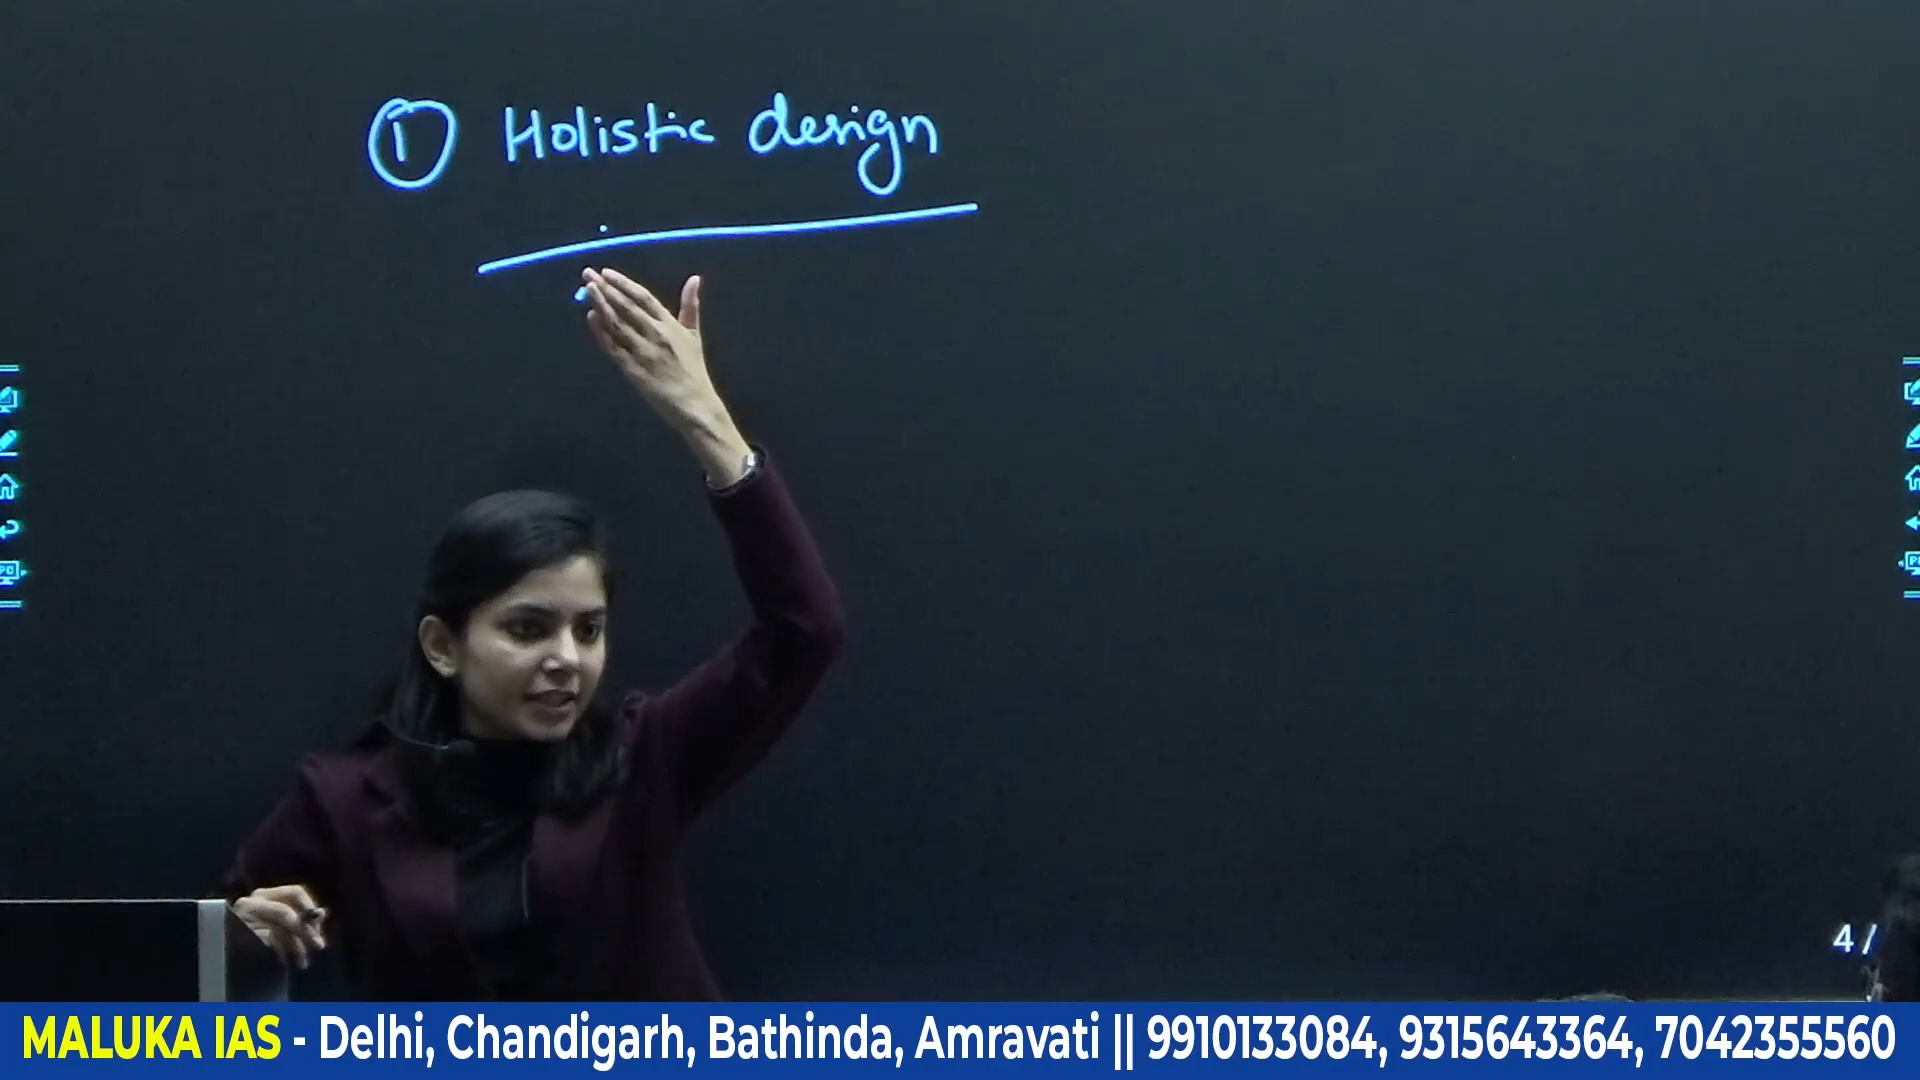 ① Holistic design
4 /
MALUKA IAS - Delhi, Chandigarh, Bathinda, Amravati || 9910133084, 9315643364, 7042355560